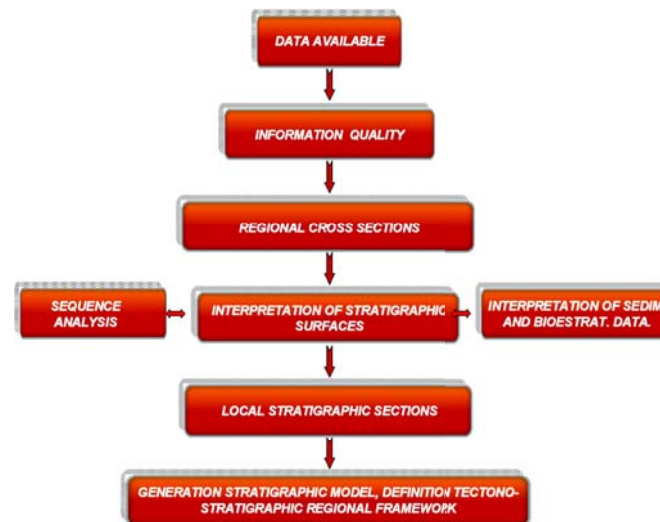 DATA AVAILABLE
INFORMATION QUALITY
REGIONAL CROSS SECTIONS
SEQUENCE
ANALYSIS
INTERPRETATION OF STRATIGRAPHIC
SURFACES
INTERPRETATION OF SEDIM
AND BIOESTRAT. DATA.
LOCAL STRATIGRAPHIC SECTIONS
GENERATION STRATIGRAPHIC MODEL, DEFINITION TECTONO-
STRATIGRAPHIC REGIONAL FRAMEWORK